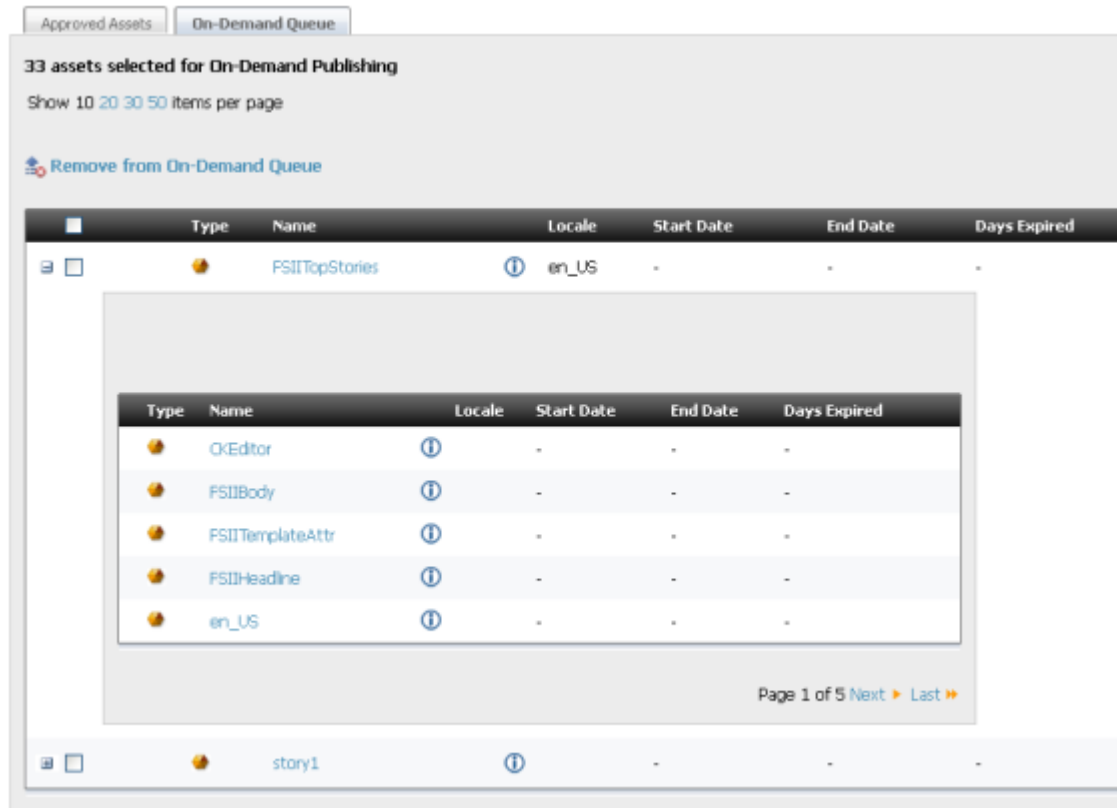 Approved Assets On-Demand Queue
33 assets selected for On-Demand Publishing
Show 10 20 30 50 items per page
Remove from On-Demand Queue
Type Name Locale Start Date End Date Days Expired
FSIITopStories en_US - - -
Type Name Locale Start Date End Date Days Expired
CKEditor - - -
FSIIBody - - -
FSIITemplateAttr - - -
FSIIHeadline - - -
en_US - - -
Page 1 of 5 Next Last
story1 - - -